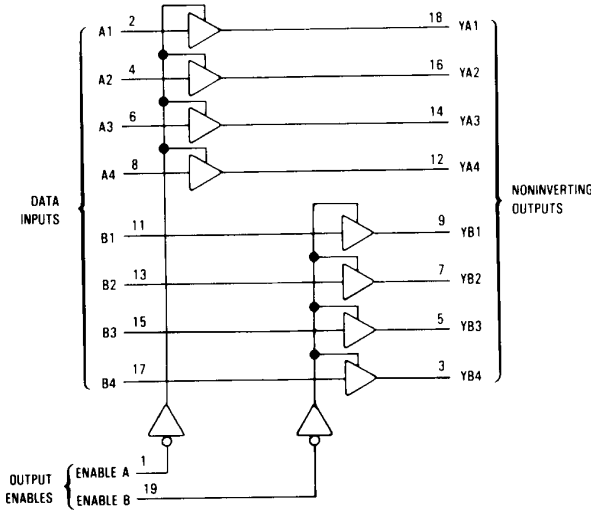 A1 2 18 YA1
A2 4 16 YA2
A3 6 14 YA3
A4 8 12 YA4
DATA INPUTS
NONINVERTING OUTPUTS
B1 11 9 YB1
B2 13 7 YB2
B3 15 5 YB3
B4 17 3 YB4
OUTPUT ENABLES
ENABLE A 1
ENABLE B 19